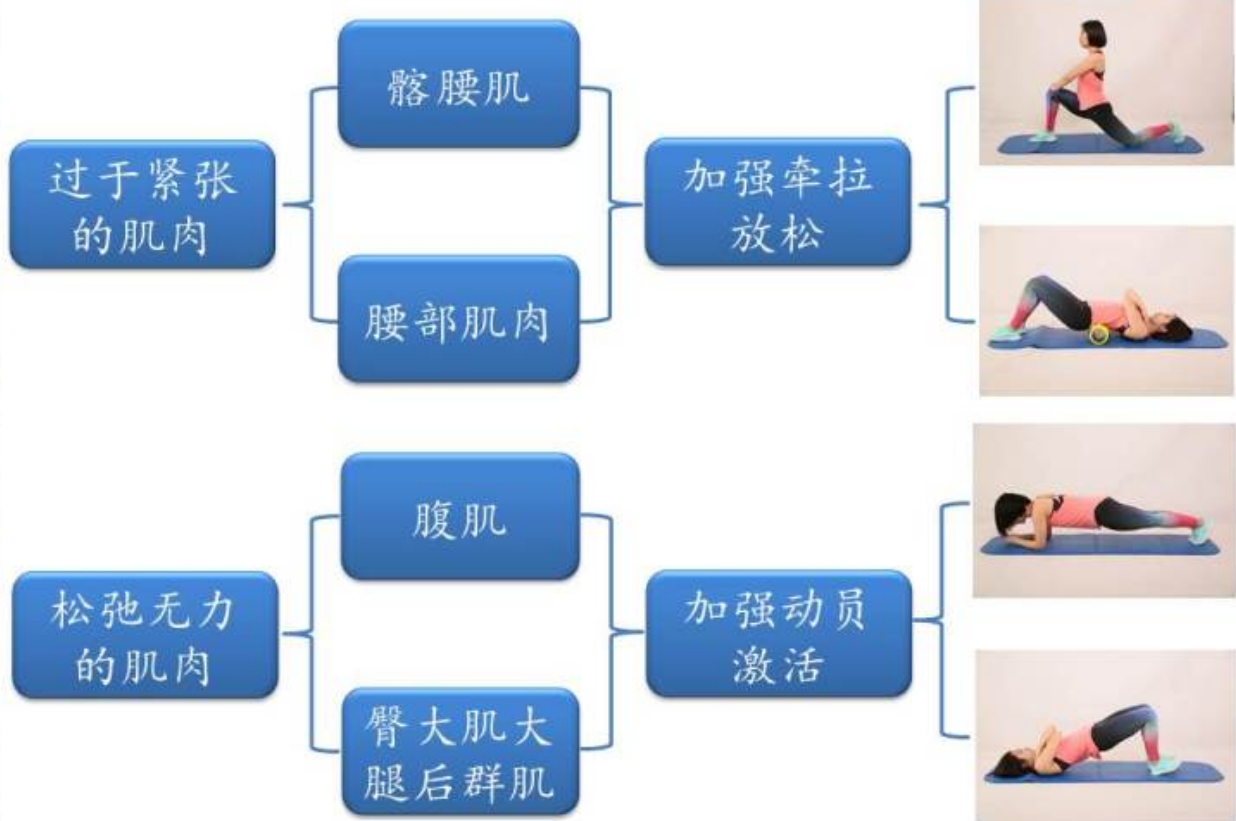 过于紧张
的肌肉
髂腰肌
腰部肌肉
加强牵拉
放松
松弛无力
的肌肉
腹肌
臀大肌大
腿后群肌
加强动员
激活